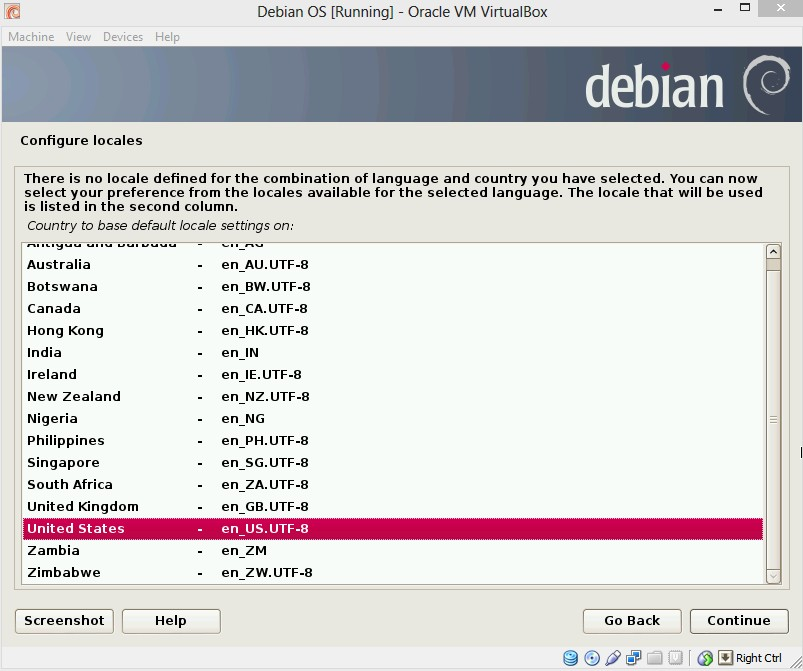 Debian OS [Running] - Oracle VM VirtualBox
Machine View Devices Help
debian
Configure locales
There is no locale defined for the combination of language and country you have selected. You can now
select your preference from the locales available for the selected language. The locale that will be used
is listed in the second column.
Country to base default locale settings on:
Antigua and Barbuda - en_AG
Australia - en_AU.UTF-8
Botswana - en_BW.UTF-8
Canada - en_CA.UTF-8
Hong Kong - en_HK.UTF-8
India - en_IN
Ireland - en_IE.UTF-8
New Zealand - en_NZ.UTF-8
Nigeria - en_NG
Philippines - en_PH.UTF-8
Singapore - en_SG.UTF-8
South Africa - en_ZA.UTF-8
United Kingdom - en_GB.UTF-8
United States - en_US.UTF-8
Zambia - en_ZM
Zimbabwe - en_ZW.UTF-8
Screenshot Help Go Back Continue
Right Ctrl